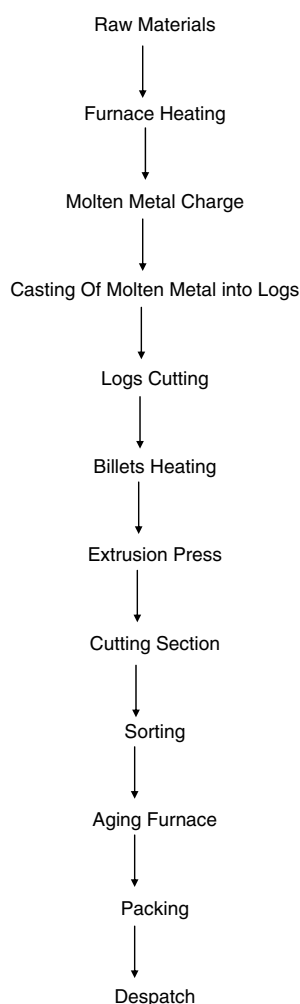 Raw Materials
Furnace Heating
Molten Metal Charge
Casting Of Molten Metal into Logs
Logs Cutting
Billets Heating
Extrusion Press
Cutting Section
Sorting
Aging Furnace
Packing
Despatch